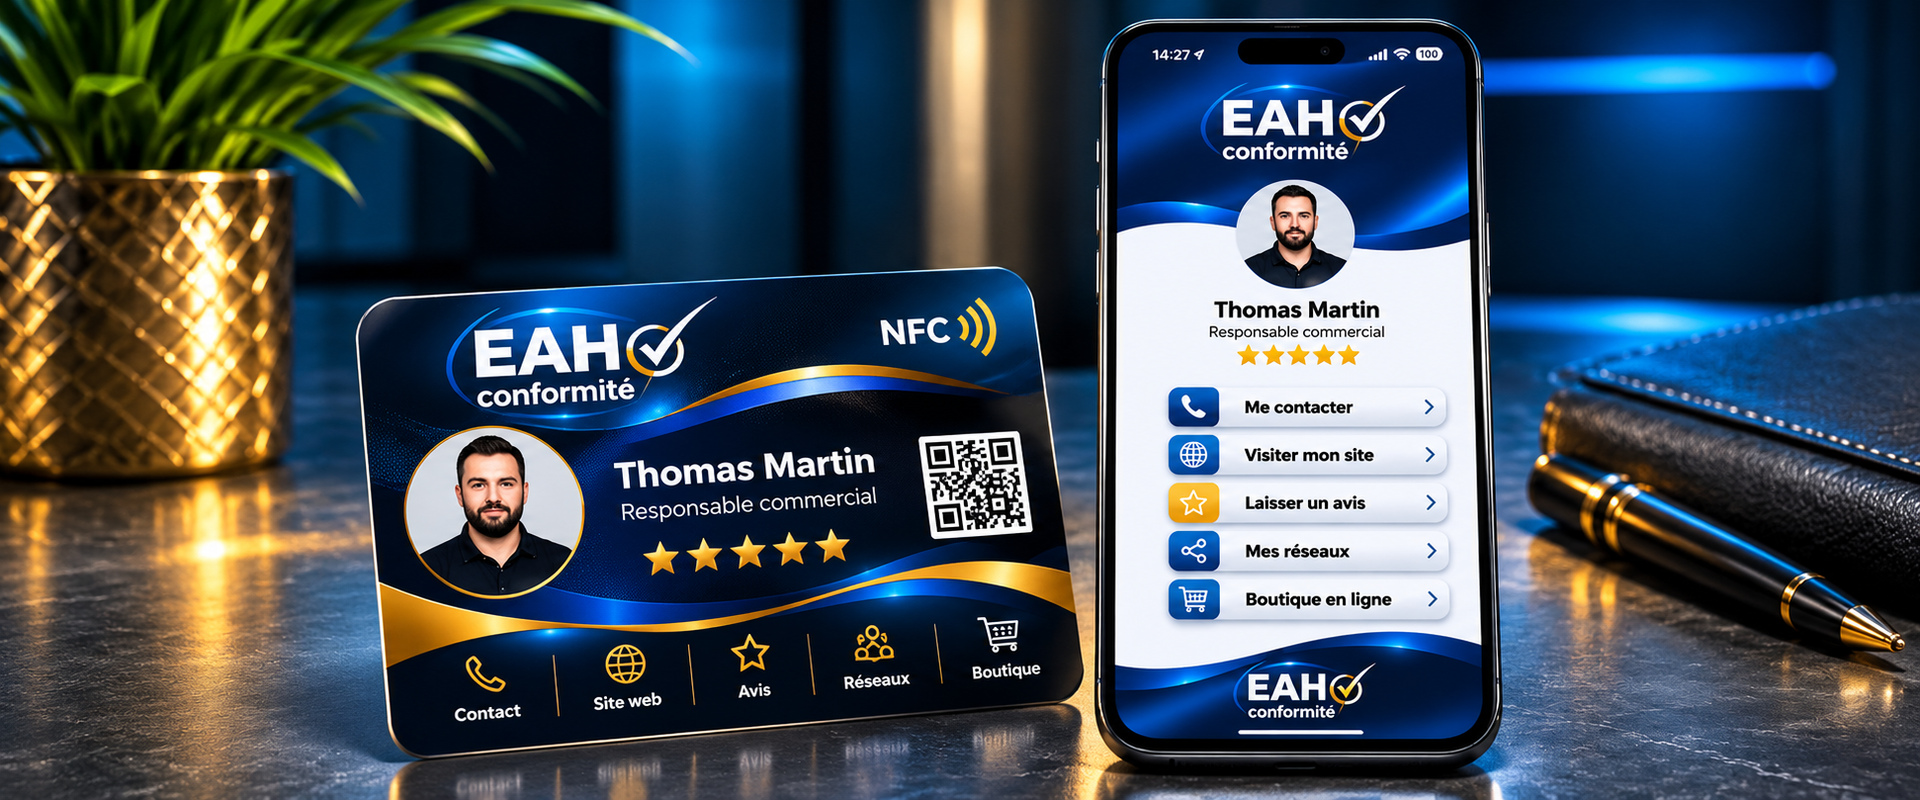 EAH
conformité
NFC
Thomas Martin
Responsable commercial
Contact
Site web
Avis
Réseaux
Boutique
14:27
100
EAH
conformité
Thomas Martin
Responsable commercial
Me contacter
Visiter mon site
Laisser un avis
Mes réseaux
Boutique en ligne
EAH
conformité